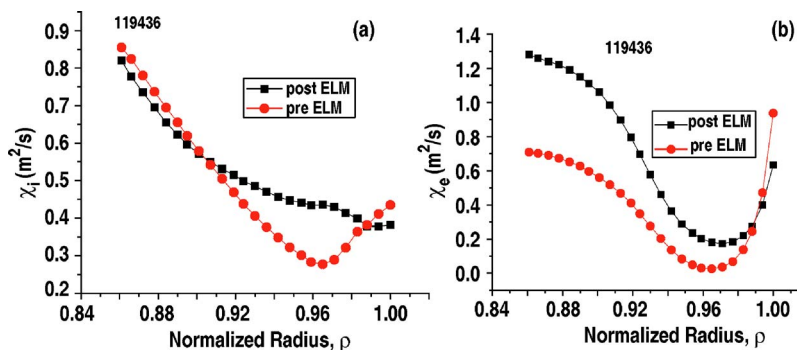 119436
(a)
post ELM
pre ELM
χi (m²/s)
0.9
0.8
0.7
0.6
0.5
0.4
0.3
0.2
0.84 0.88 0.92 0.96 1.00
Normalized Radius, ρ
(b)
119436
post ELM
pre ELM
χe (m²/s)
1.4
1.2
1.0
0.8
0.6
0.4
0.2
0.0
0.84 0.88 0.92 0.96 1.00
Normalized Radius, ρ